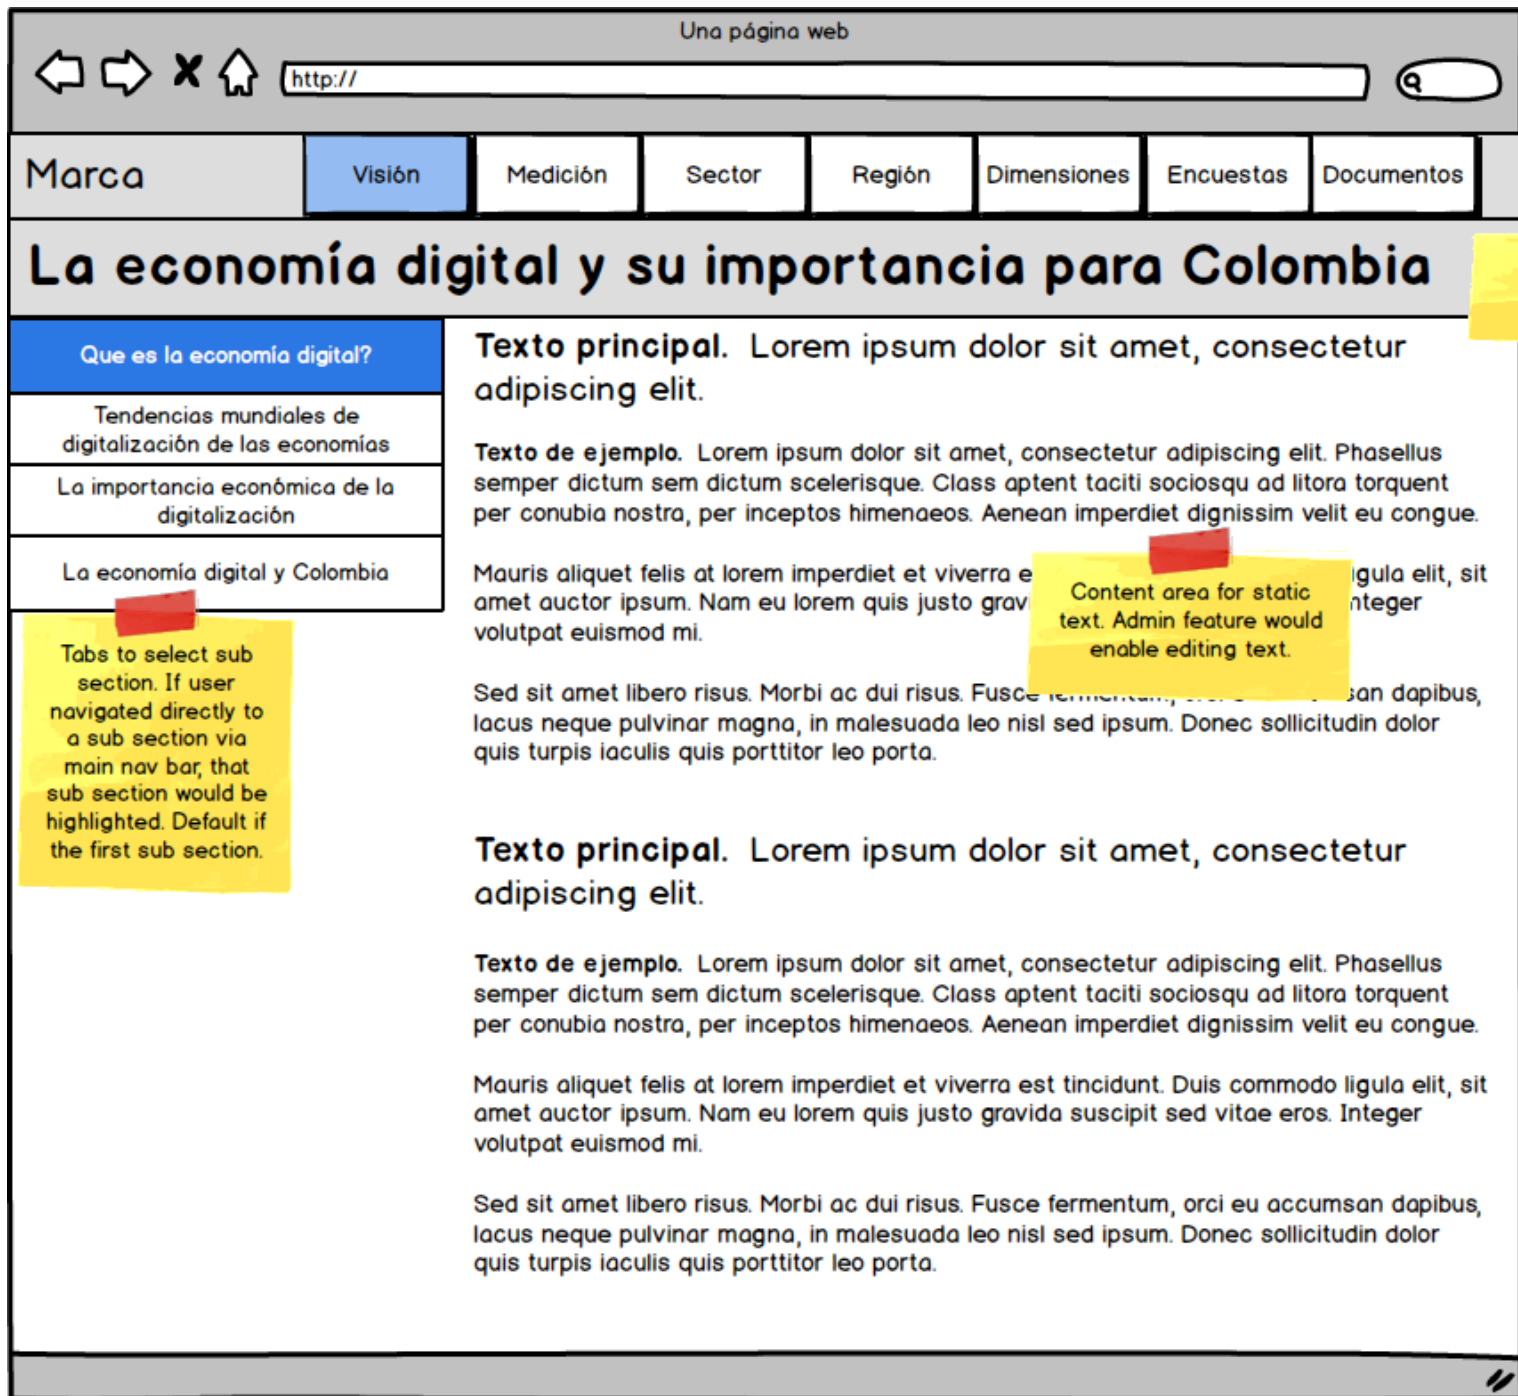 Una página web
http://
Marca
Visión
Medición
Sector
Región
Dimensiones
Encuestas
Documentos
La economía digital y su importancia para Colombia
Que es la economía digital?
Tendencias mundiales de
digitalización de las economías
La importancia económica de la
digitalización
La economía digital y Colombia
Tabs to select sub
section. If user
navigated directly to
a sub section via
main nav bar, that
sub section would be
highlighted. Default if
the first sub section.
Texto principal. Lorem ipsum dolor sit amet, consectetur
adipiscing elit.
Texto de ejemplo. Lorem ipsum dolor sit amet, consectetur adipiscing elit. Phasellus
semper dictum sem dictum scelerisque. Class aptent taciti sociosqu ad litora torquent
per conubia nostra, per inceptos himenaeos. Aenean imperdiet dignissim velit eu congue.
Mauris aliquet felis at lorem imperdiet et viverra elit, sit
amet auctor ipsum. Nam eu lorem quis justo
volutpat euismod mi.
Content area for static
text. Admin feature would
enable editing text.
Sed sit amet libero risus. Morbi ac dui risus. Fusce dapibus,
lacus neque pulvinar magna, in malesuada leo nisl sed ipsum. Donec sollicitudin dolor
quis turpis iaculis quis porttitor leo porta.
Texto principal. Lorem ipsum dolor sit amet, consectetur
adipiscing elit.
Texto de ejemplo. Lorem ipsum dolor sit amet, consectetur adipiscing elit. Phasellus
semper dictum sem dictum scelerisque. Class aptent taciti sociosqu ad litora torquent
per conubia nostra, per inceptos himenaeos. Aenean imperdiet dignissim velit eu congue.
Mauris aliquet felis at lorem imperdiet et viverra est tincidunt. Duis commodo ligula elit, sit
amet auctor ipsum. Nam eu lorem quis justo gravida suscipit sed vitae eros. Integer
volutpat euismod mi.
Sed sit amet libero risus. Morbi ac dui risus. Fusce fermentum, orci eu accumsan dapibus,
lacus neque pulvinar magna, in malesuada leo nisl sed ipsum. Donec sollicitudin dolor
quis turpis iaculis quis porttitor leo porta.